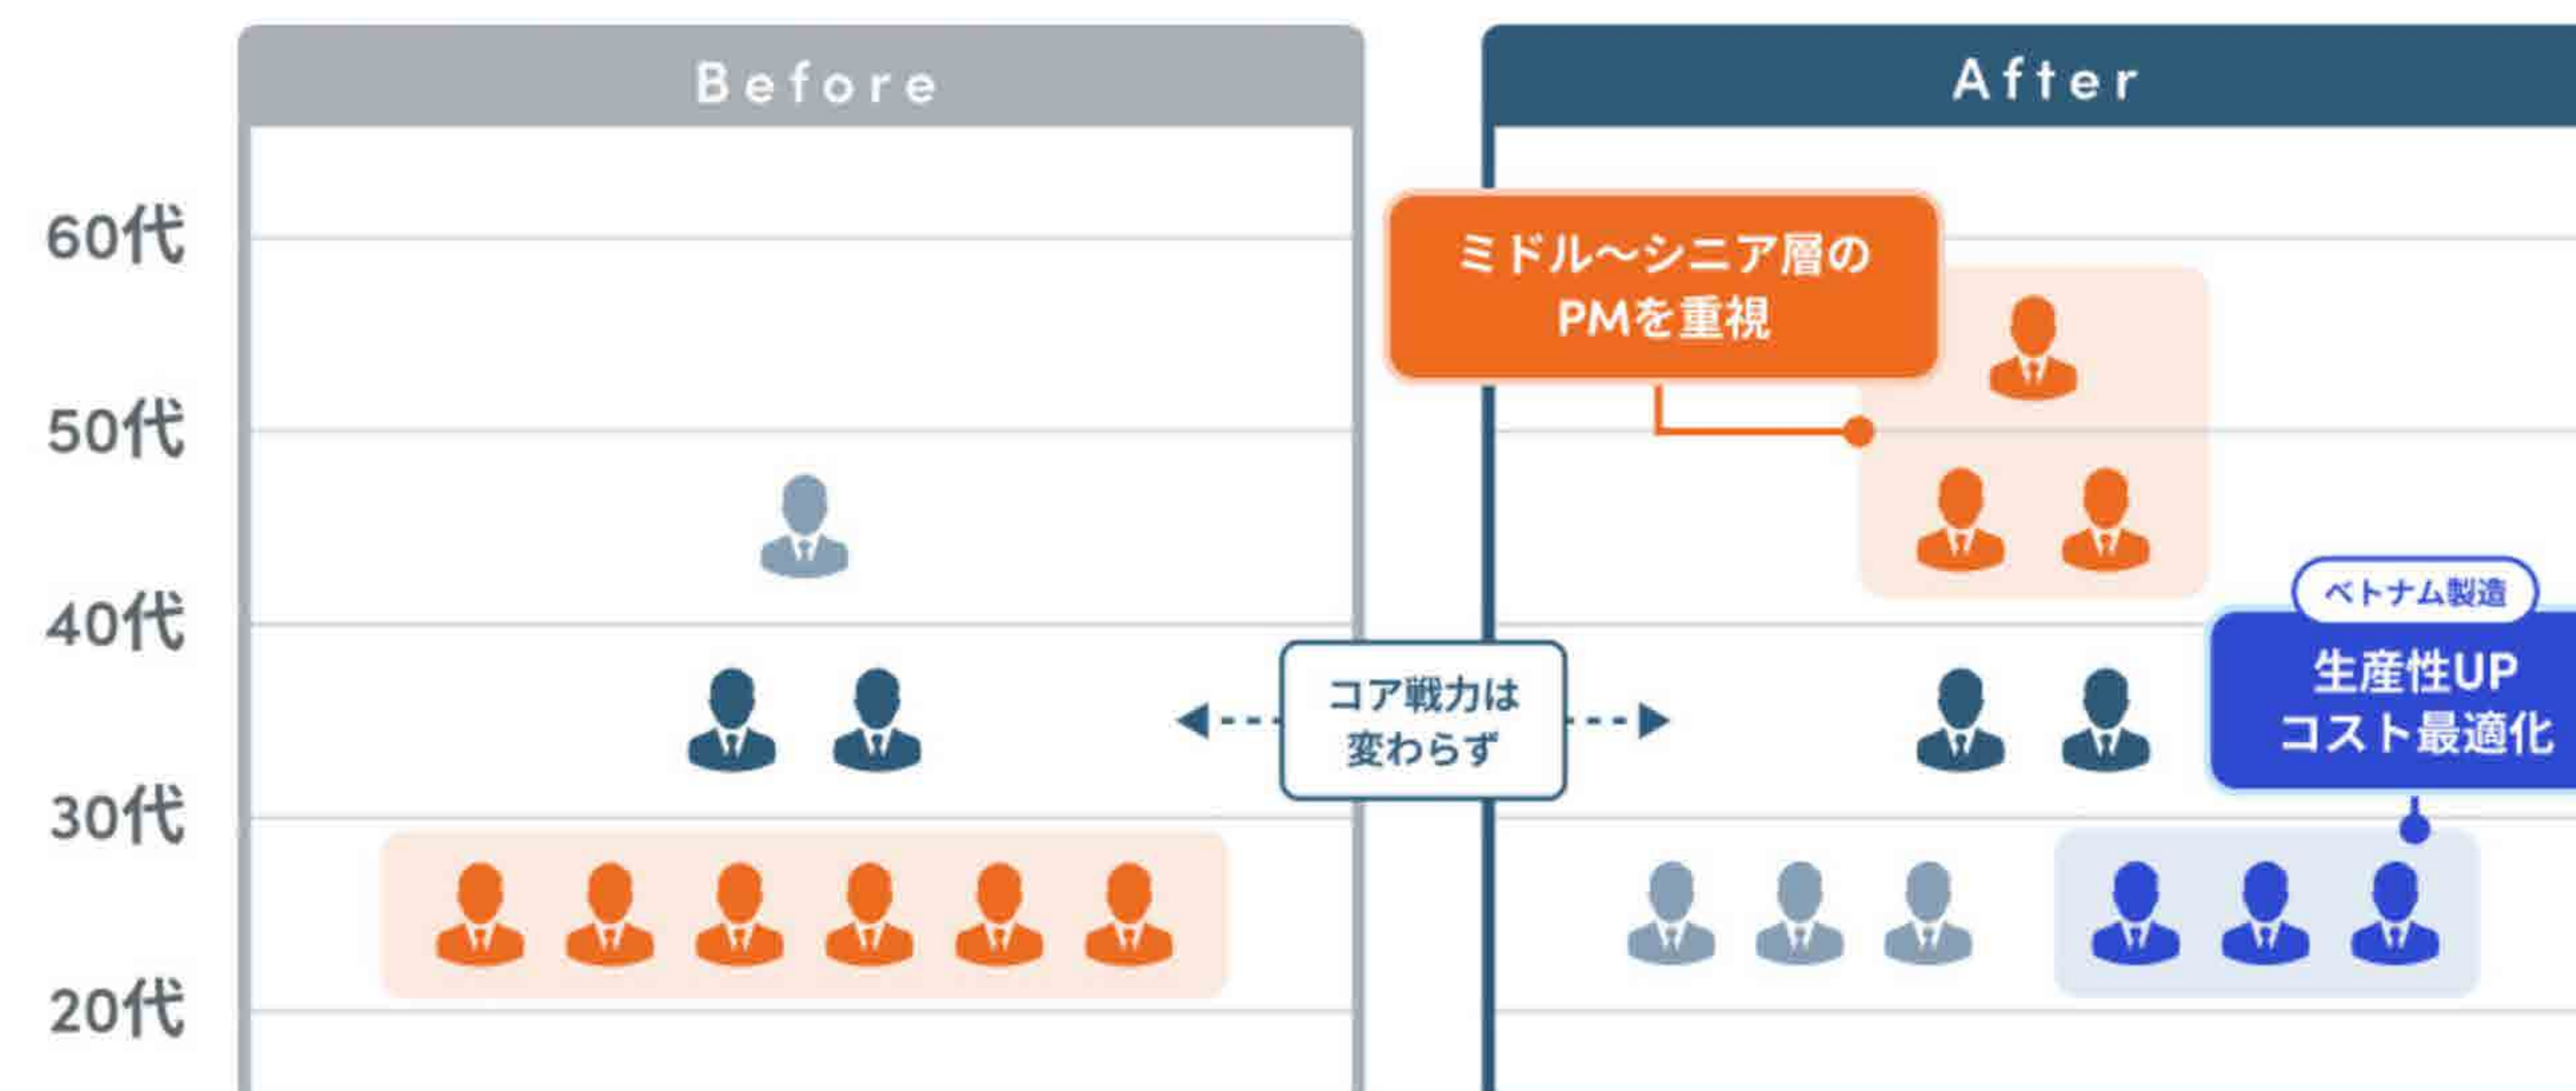 Before
After
60代
50代
40代
30代
20代
ミドル～シニア層の
PMを重視
コア戦力は
変わらず
ベトナム製造
生産性UP
コスト最適化